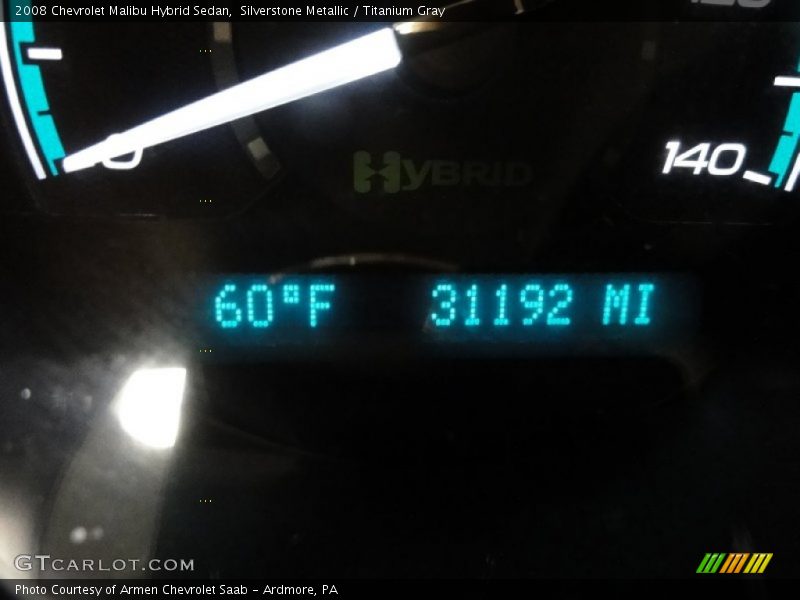 2008 Chevrolet Malibu Hybrid Sedan,  Silverstone Metallic / Titanium Gray
0
HYBRID
140
60°F 31192 MI
GTCARLOT.COM
Photo Courtesy of Armen Chevrolet Saab - Ardmore, PA